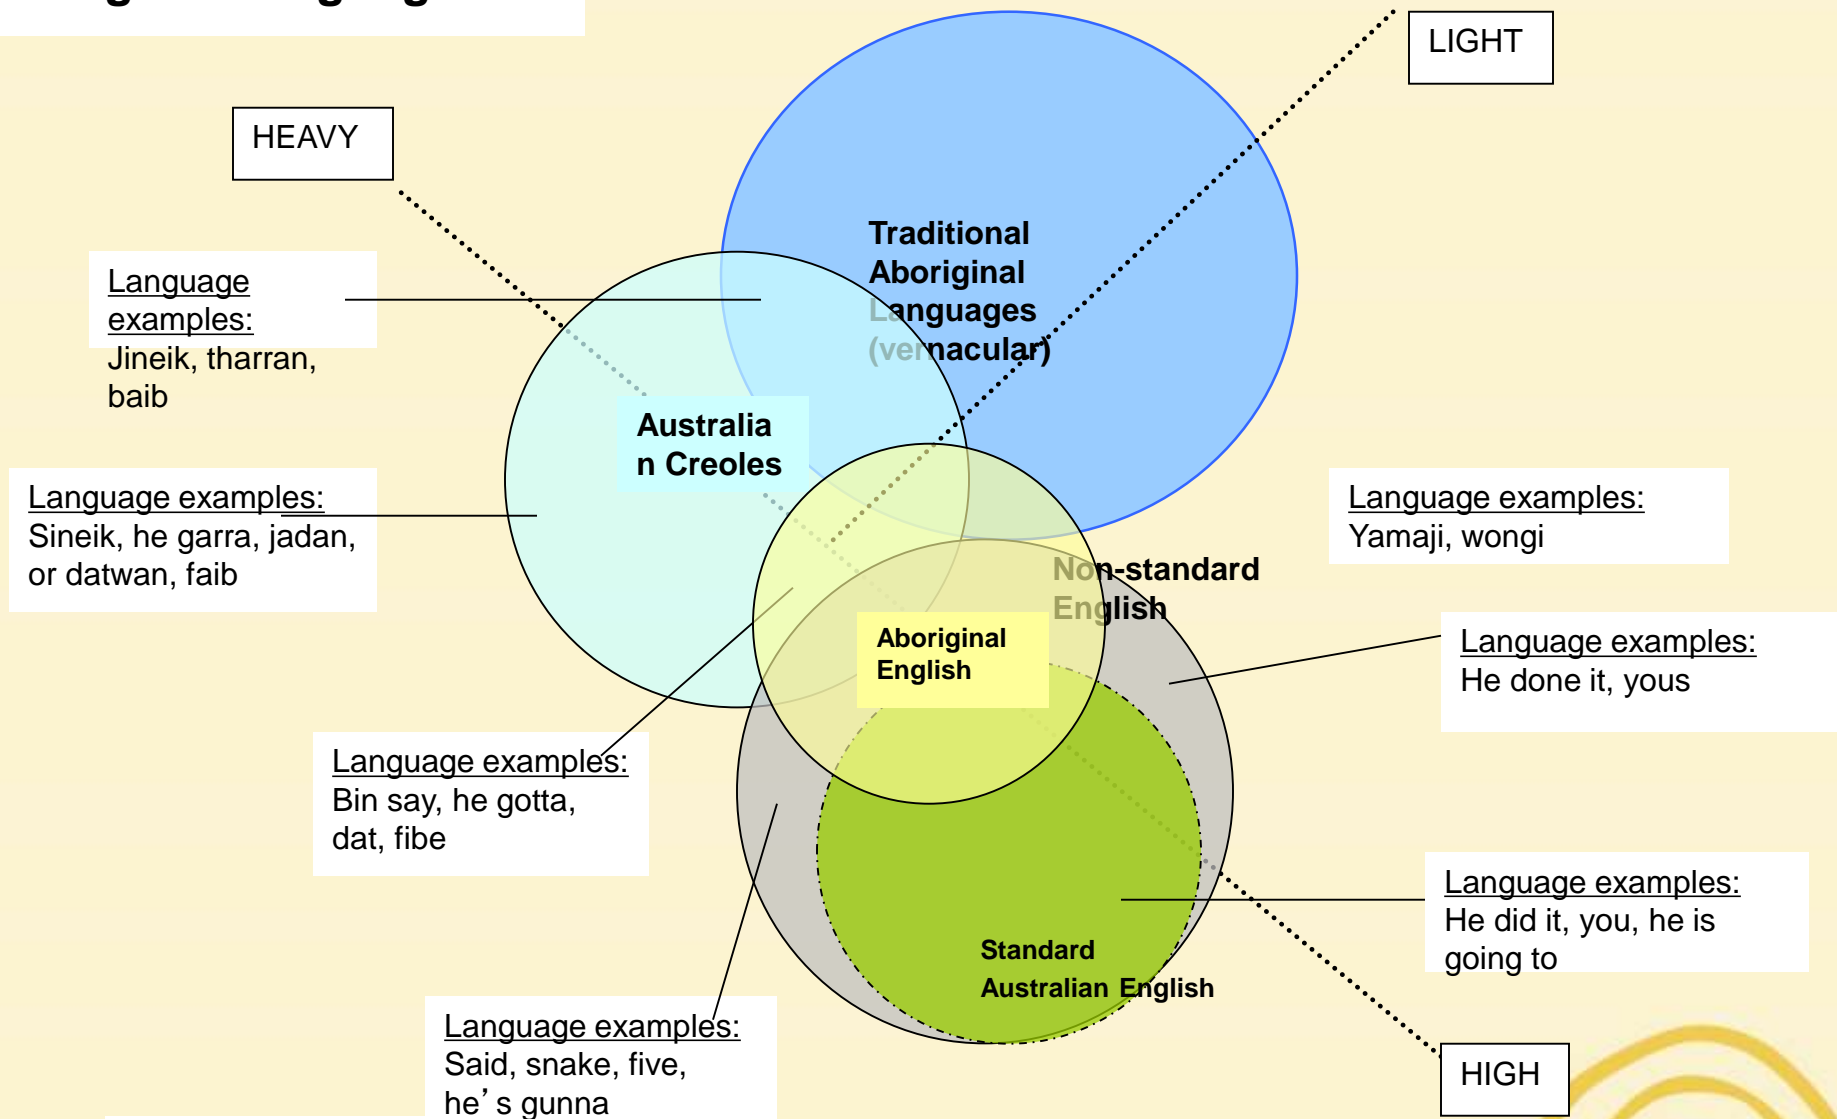 LIGHT
HEAVY
Traditional
Aboriginal
Languages
(vernacular)
Language
examples:
Jineik, tharran,
baib
Australia
n Creoles
Language examples:
Sineik, he garra, jadan,
or datwan, faib
Language examples:
Yamaji, wongi
Non-standard
English
Aboriginal
English
Language examples:
He done it, yous
Language examples:
Bin say, he gotta,
dat, fibe
Language examples:
He did it, you, he is
going to
Standard
Australian English
Language examples:
Said, snake, five,
he’s gunna
HIGH